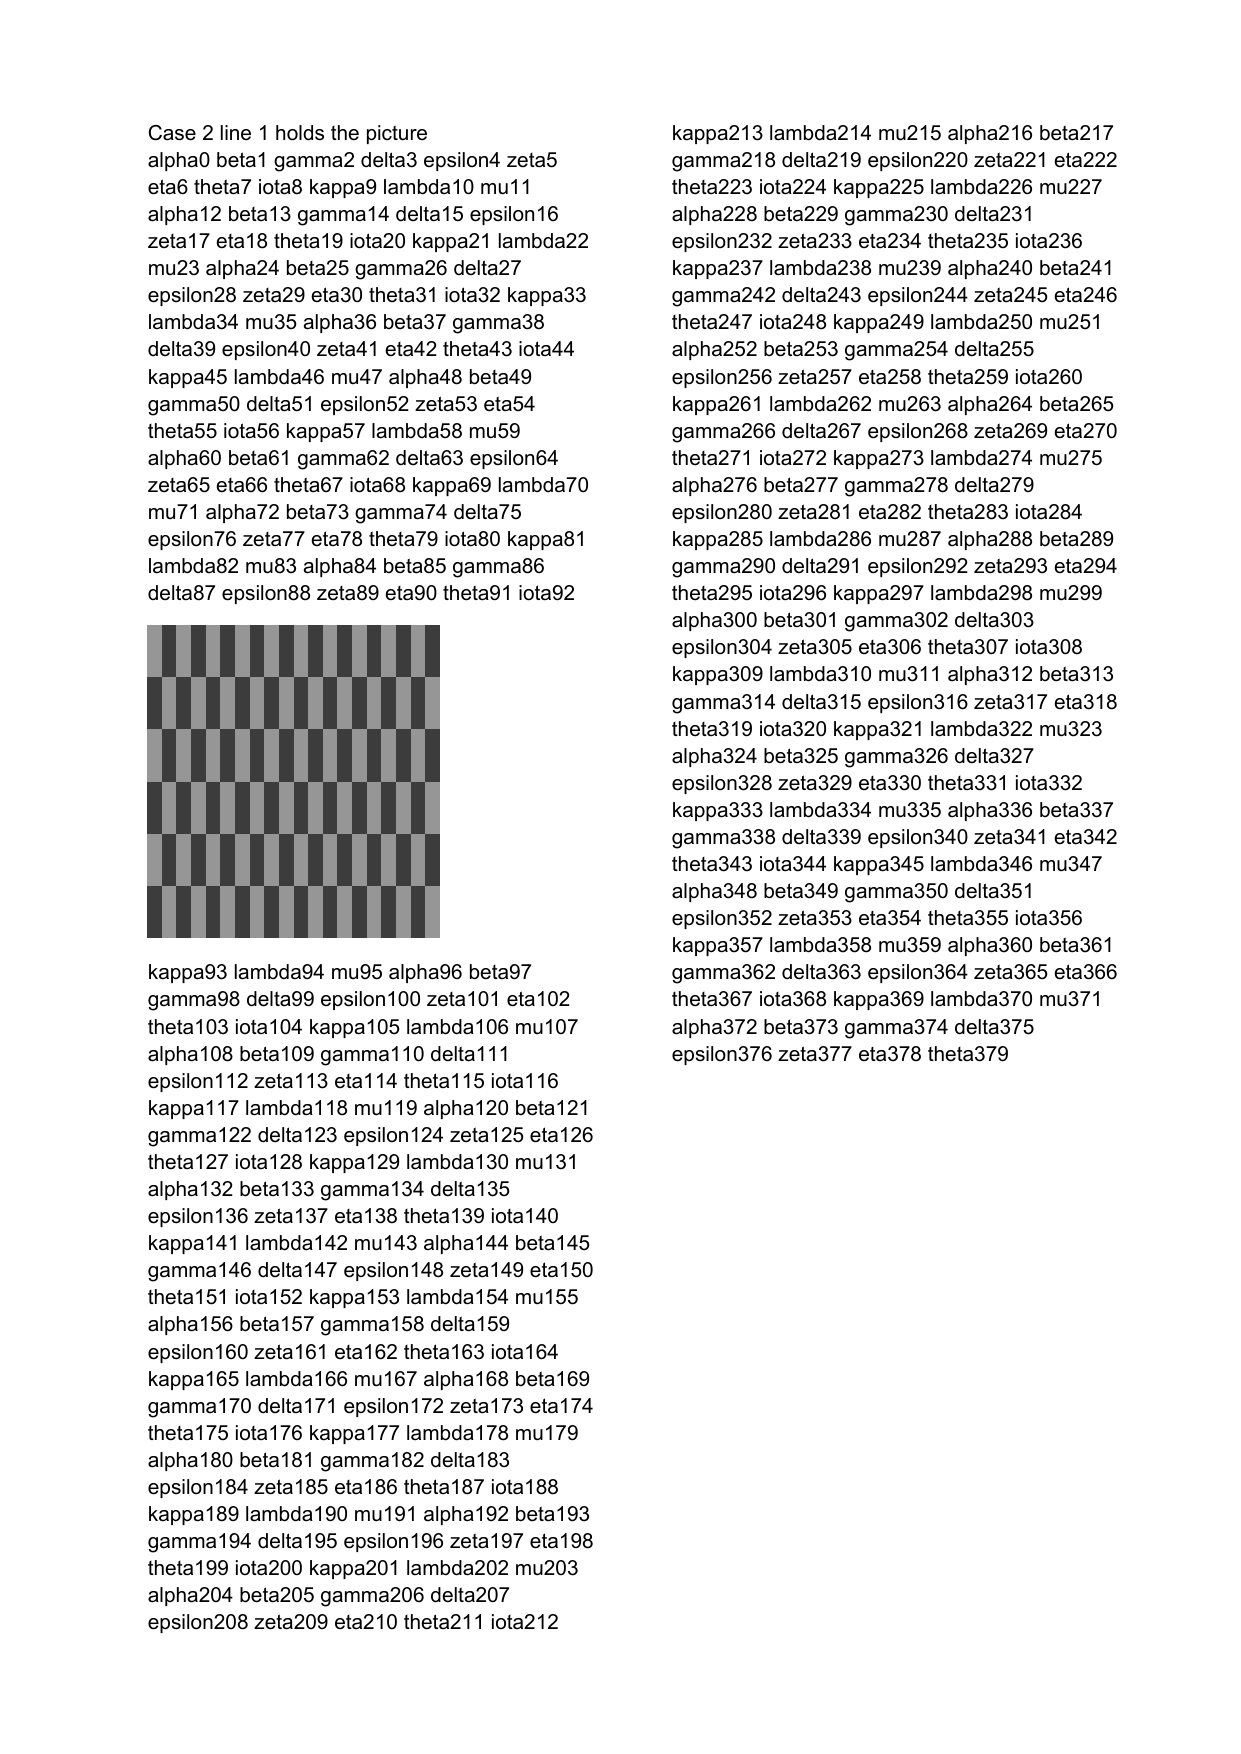 Case 2 line 1 holds the picture
alpha0 beta1 gamma2 delta3 epsilon4 zeta5
eta6 theta7 iota8 kappa9 lambda10 mu11
alpha12 beta13 gamma14 delta15 epsilon16
zeta17 eta18 theta19 iota20 kappa21 lambda22
mu23 alpha24 beta25 gamma26 delta27
epsilon28 zeta29 eta30 theta31 iota32 kappa33
lambda34 mu35 alpha36 beta37 gamma38
delta39 epsilon40 zeta41 eta42 theta43 iota44
kappa45 lambda46 mu47 alpha48 beta49
gamma50 delta51 epsilon52 zeta53 eta54
theta55 iota56 kappa57 lambda58 mu59
alpha60 beta61 gamma62 delta63 epsilon64
zeta65 eta66 theta67 iota68 kappa69 lambda70
mu71 alpha72 beta73 gamma74 delta75
epsilon76 zeta77 eta78 theta79 iota80 kappa81
lambda82 mu83 alpha84 beta85 gamma86
delta87 epsilon88 zeta89 eta90 theta91 iota92
kappa93 lambda94 mu95 alpha96 beta97
gamma98 delta99 epsilon100 zeta101 eta102
theta103 iota104 kappa105 lambda106 mu107
alpha108 beta109 gamma110 delta111
epsilon112 zeta113 eta114 theta115 iota116
kappa117 lambda118 mu119 alpha120 beta121
gamma122 delta123 epsilon124 zeta125 eta126
theta127 iota128 kappa129 lambda130 mu131
alpha132 beta133 gamma134 delta135
epsilon136 zeta137 eta138 theta139 iota140
kappa141 lambda142 mu143 alpha144 beta145
gamma146 delta147 epsilon148 zeta149 eta150
theta151 iota152 kappa153 lambda154 mu155
alpha156 beta157 gamma158 delta159
epsilon160 zeta161 eta162 theta163 iota164
kappa165 lambda166 mu167 alpha168 beta169
gamma170 delta171 epsilon172 zeta173 eta174
theta175 iota176 kappa177 lambda178 mu179
alpha180 beta181 gamma182 delta183
epsilon184 zeta185 eta186 theta187 iota188
kappa189 lambda190 mu191 alpha192 beta193
gamma194 delta195 epsilon196 zeta197 eta198
theta199 iota200 kappa201 lambda202 mu203
alpha204 beta205 gamma206 delta207
epsilon208 zeta209 eta210 theta211 iota212
kappa213 lambda214 mu215 alpha216 beta217
gamma218 delta219 epsilon220 zeta221 eta222
theta223 iota224 kappa225 lambda226 mu227
alpha228 beta229 gamma230 delta231
epsilon232 zeta233 eta234 theta235 iota236
kappa237 lambda238 mu239 alpha240 beta241
gamma242 delta243 epsilon244 zeta245 eta246
theta247 iota248 kappa249 lambda250 mu251
alpha252 beta253 gamma254 delta255
epsilon256 zeta257 eta258 theta259 iota260
kappa261 lambda262 mu263 alpha264 beta265
gamma266 delta267 epsilon268 zeta269 eta270
theta271 iota272 kappa273 lambda274 mu275
alpha276 beta277 gamma278 delta279
epsilon280 zeta281 eta282 theta283 iota284
kappa285 lambda286 mu287 alpha288 beta289
gamma290 delta291 epsilon292 zeta293 eta294
theta295 iota296 kappa297 lambda298 mu299
alpha300 beta301 gamma302 delta303
epsilon304 zeta305 eta306 theta307 iota308
kappa309 lambda310 mu311 alpha312 beta313
gamma314 delta315 epsilon316 zeta317 eta318
theta319 iota320 kappa321 lambda322 mu323
alpha324 beta325 gamma326 delta327
epsilon328 zeta329 eta330 theta331 iota332
kappa333 lambda334 mu335 alpha336 beta337
gamma338 delta339 epsilon340 zeta341 eta342
theta343 iota344 kappa345 lambda346 mu347
alpha348 beta349 gamma350 delta351
epsilon352 zeta353 eta354 theta355 iota356
kappa357 lambda358 mu359 alpha360 beta361
gamma362 delta363 epsilon364 zeta365 eta366
theta367 iota368 kappa369 lambda370 mu371
alpha372 beta373 gamma374 delta375
epsilon376 zeta377 eta378 theta379